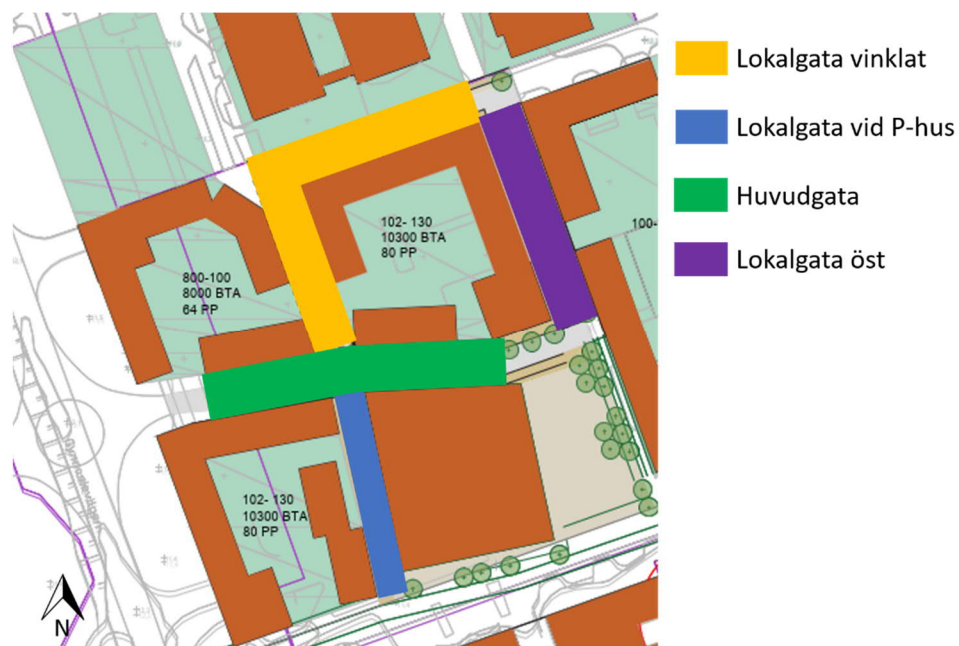 Lokalgata vinklat
Lokalgata vid P-hus
Huvudgata
Lokalgata öst
102- 130
10300 BTA
80 PP
100-
800-100
8000 BTA
64 PP
102- 130
10300 BTA
80 PP
N